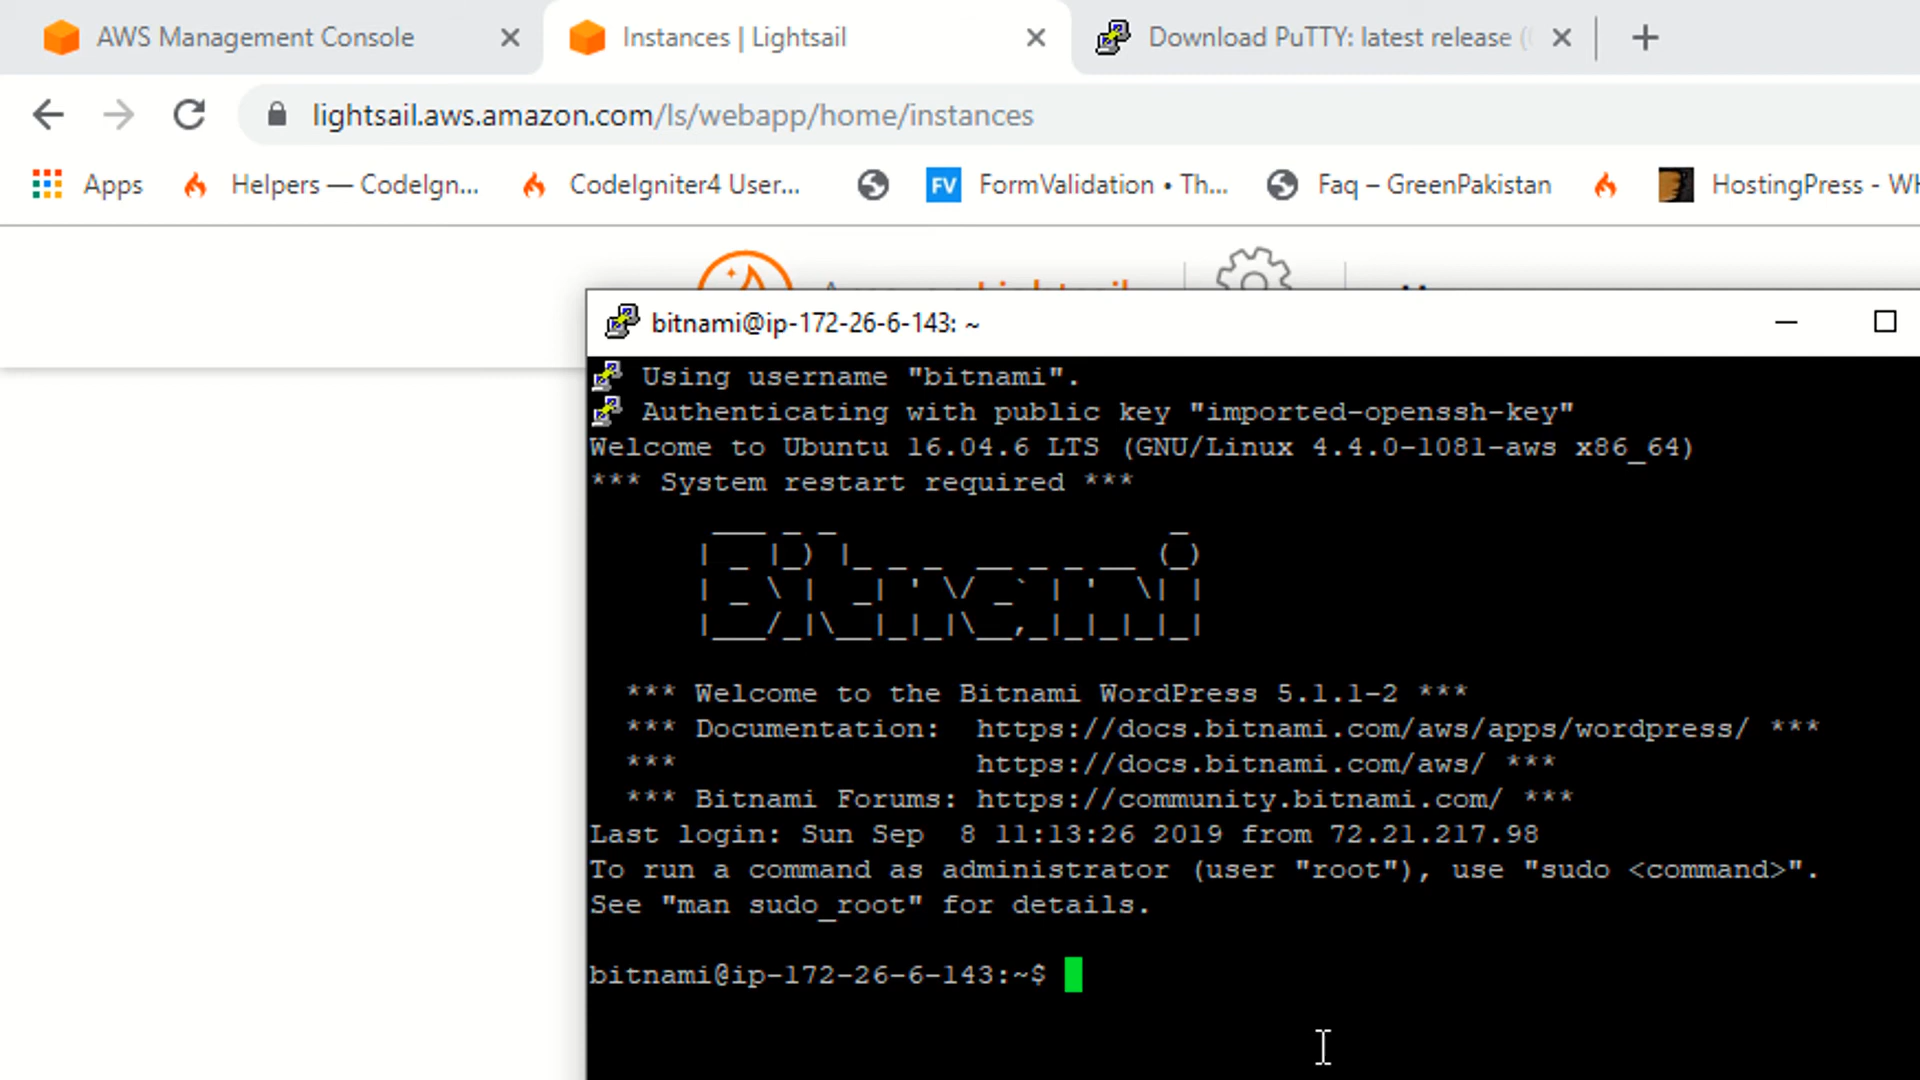 AWS Management Console
Instances | Lightsail
Download PuTTY: latest release (
lightsail.aws.amazon.com/ls/webapp/home/instances
Apps
Helpers — CodeIgn...
CodeIgniter4 User...
FV
FormValidation • Th...
Faq – GreenPakistan
HostingPress - WH
bitnami@ip-172-26-6-143: ~
Using username "bitnami".
Authenticating with public key "imported-openssh-key"
Welcome to Ubuntu 16.04.6 LTS (GNU/Linux 4.4.0-1081-aws x86_64)
*** System restart required ***
Bitnami
*** Welcome to the Bitnami WordPress 5.1.1-2 ***
*** Documentation: https://docs.bitnami.com/aws/apps/wordpress/ ***
*** https://docs.bitnami.com/aws/ ***
*** Bitnami Forums: https://community.bitnami.com/ ***
Last login: Sun Sep 8 11:13:26 2019 from 72.21.217.98
To run a command as administrator (user "root"), use "sudo <command>".
See "man sudo_root" for details.
bitnami@ip-172-26-6-143:~$